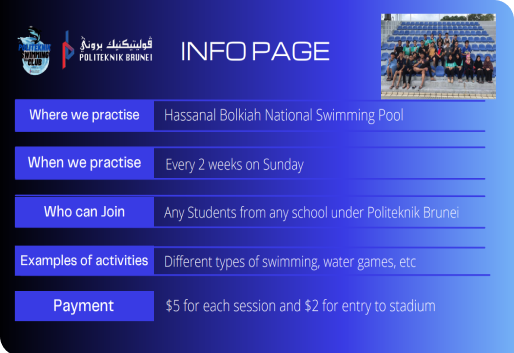 POLITEKNIK
SWIMMING
CLUB
ڤوليتيكنيك بروني
POLITEKNIK BRUNEI
INFO PAGE
Where we practise
Hassanal Bolkiah National Swimming Pool
When we practise
Every 2 weeks on Sunday
Who can Join
Any Students from any school under Politeknik Brunei
Examples of activities
Different types of swimming, water games, etc
Payment
$5 for each session and $2 for entry to stadium